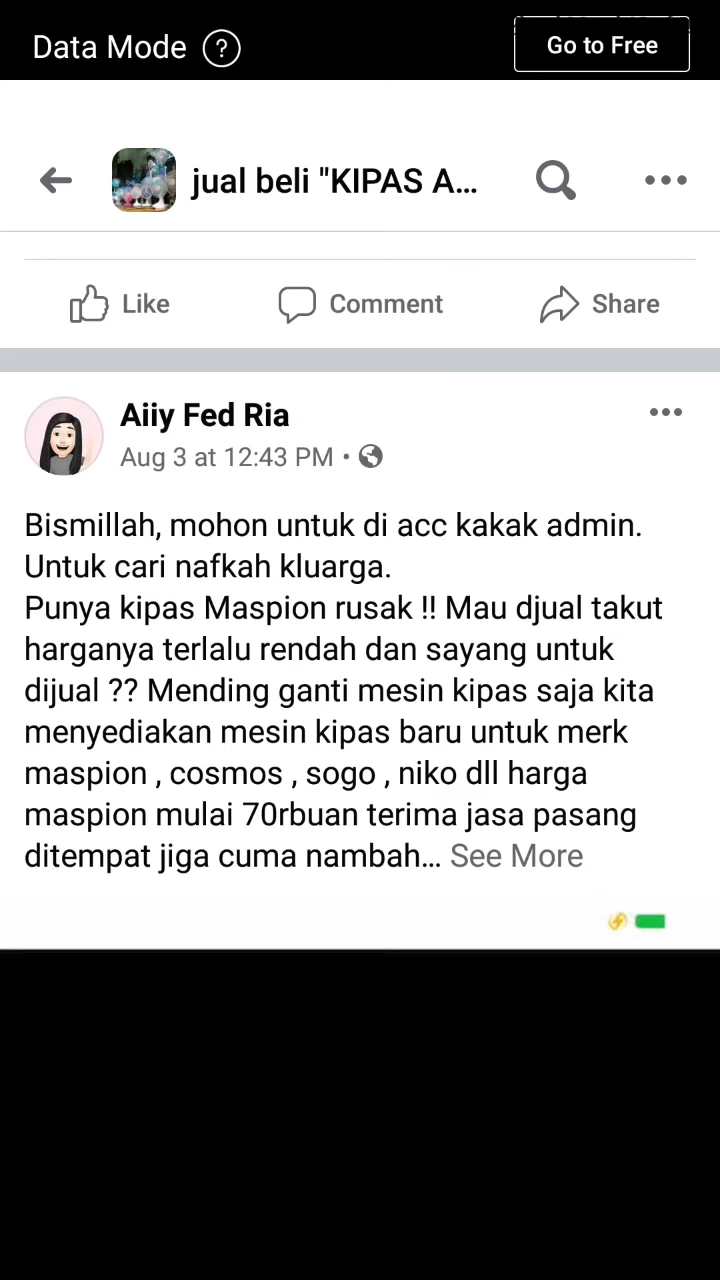 Data Mode ?
Go to Free
jual beli "KIPAS A...
Like
Comment
Share
Aiiy Fed Ria
Aug 3 at 12:43 PM •
Bismillah, mohon untuk di acc kakak admin.
Untuk cari nafkah kluarga.
Punya kipas Maspion rusak !! Mau djual takut
harganya terlalu rendah dan sayang untuk
dijual ?? Mending ganti mesin kipas saja kita
menyediakan mesin kipas baru untuk merk
maspion , cosmos , sogo , niko dll harga
maspion mulai 70rbuan terima jasa pasang
ditempat jiga cuma nambah... See More